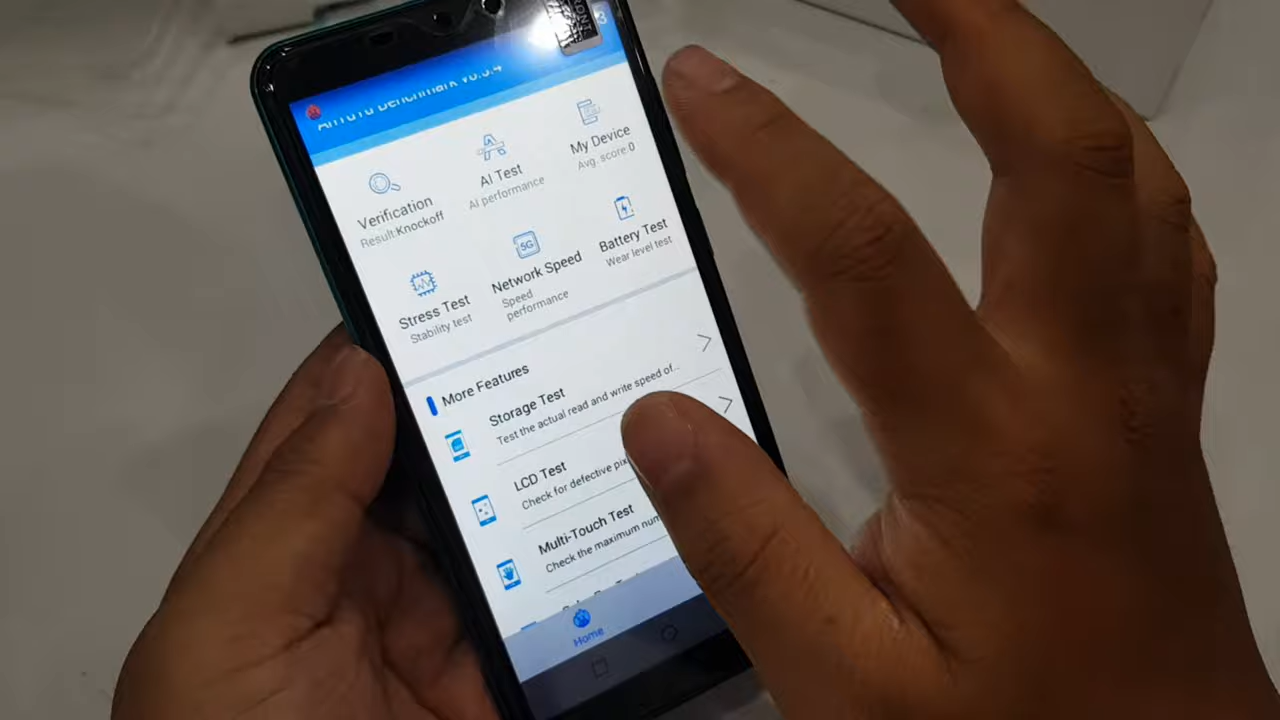 Benchmark
Verification
Result:Knockoff
AI Test
AI performance
My Device
Avg. score:0
Stress Test
Stability test
Network Speed
Speed
performance
Battery Test
Wear level test
More Features
Storage Test
Test the actual read and write speed of...
LCD Test
Check for defective
Multi-Touch Test
Check the maximum
Home